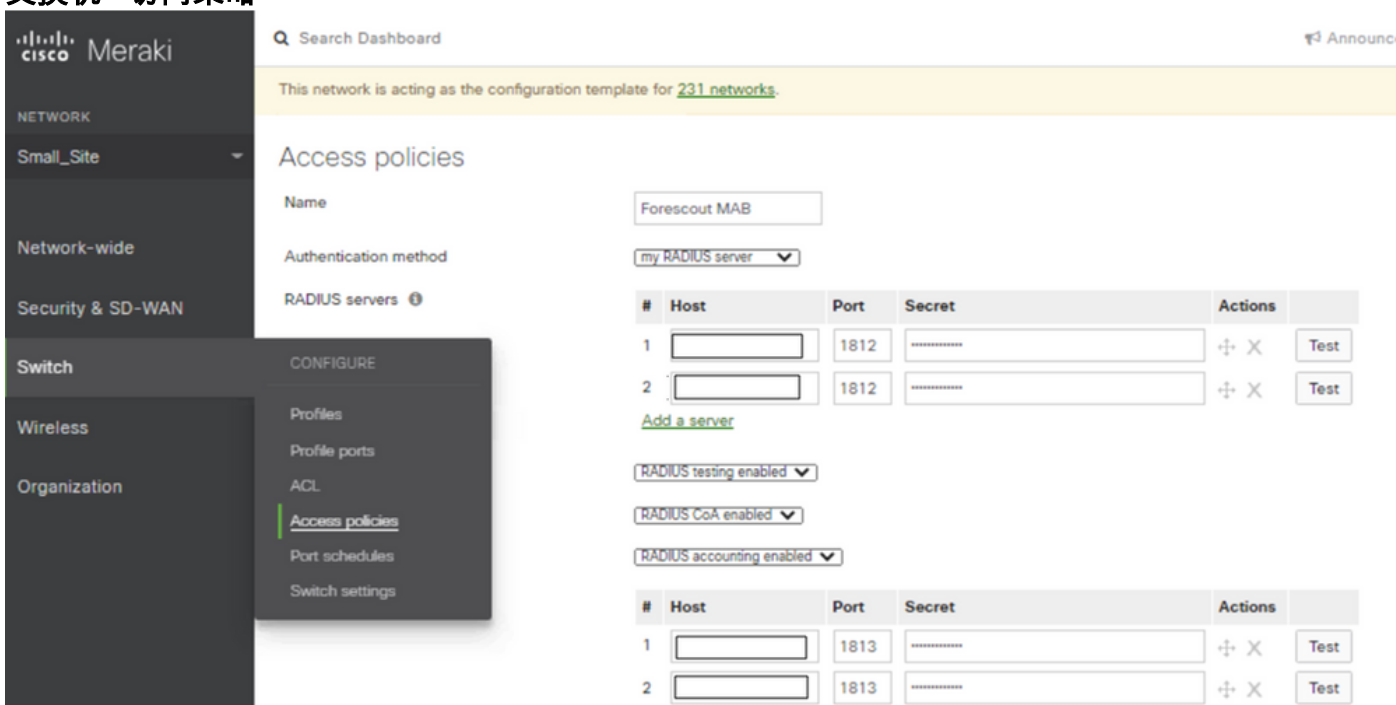 cisco Meraki
Search Dashboard
Announc
This network is acting as the configuration template for 231 networks.
NETWORK
Small_Site
Access policies
Name
Forescout MAB
Network-wide
Authentication method
my RADIUS server
Security & SD-WAN
RADIUS servers
# Host Port Secret Actions
1 1812 Test
2 1812 Test
Add a server
Switch
CONFIGURE
Profiles
Profile ports
ACL
Access policies
Port schedules
Switch settings
Wireless
Organization
RADIUS testing enabled
RADIUS CoA enabled
RADIUS accounting enabled
# Host Port Secret Actions
1 1813 Test
2 1813 Test